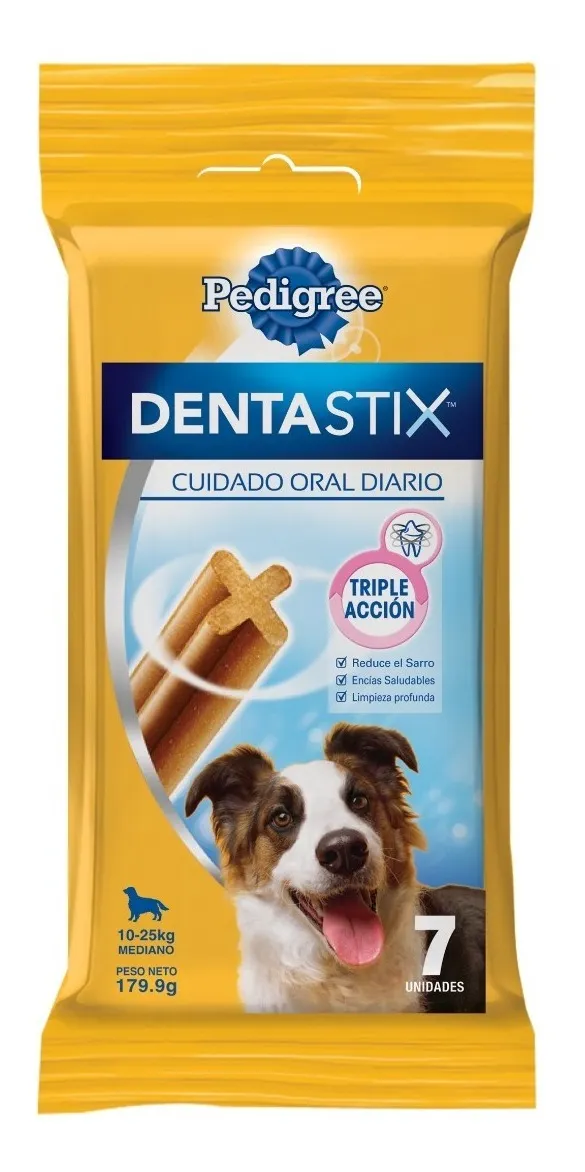 Pedigree®
DENTASTIX™
CUIDADO ORAL DIARIO
TRIPLE
ACCIÓN
Reduce el Sarro
Encías Saludables
Limpieza profunda
10-25kg
MEDIANO
PESO NETO
179.9g
7
UNIDADES